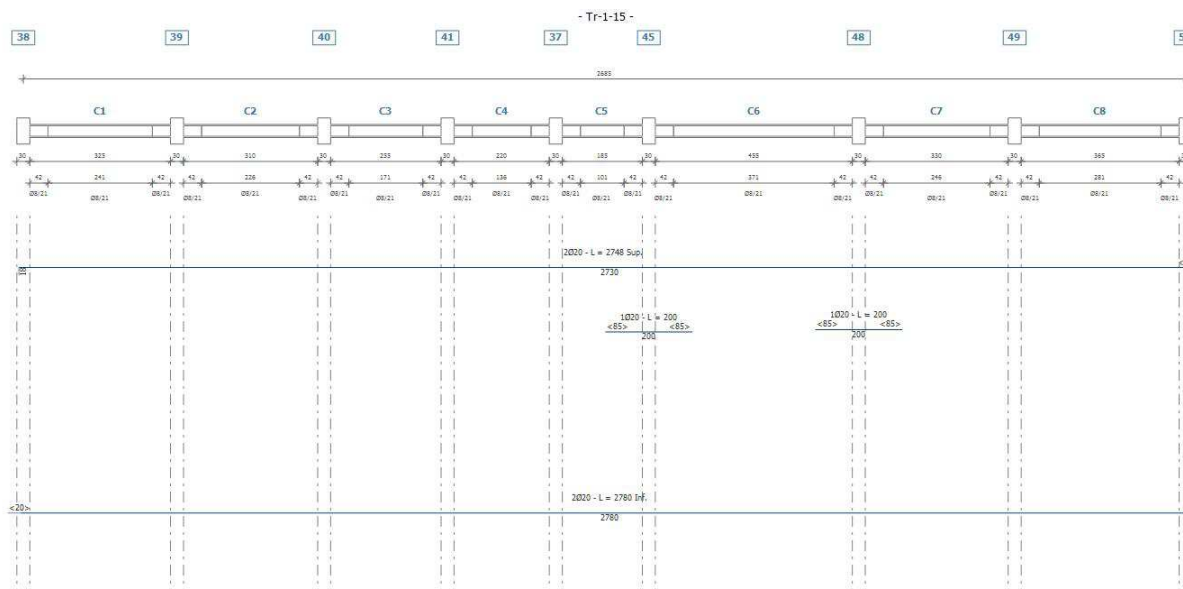 - Tr-1-15 -
38 39 40 41 37 45 48 49
2685
C1 C2 C3 C4 C5 C6 C7 C8
30 325 30 310 30 235 30 220 30 185 30 455 30 330 30 365
42 241 42 42 226 42 42 171 42 42 136 42 42 101 42 42 371 42 42 246 42 42 281 42
Ø8/21 Ø8/21 Ø8/21 Ø8/21 Ø8/21 Ø8/21 Ø8/21 Ø8/21 Ø8/21 Ø8/21 Ø8/21 Ø8/21 Ø8/21 Ø8/21 Ø8/21 Ø8/21
Ø8/21 Ø8/21 Ø8/21 Ø8/21 Ø8/21 Ø8/21 Ø8/21 Ø8/21
2Ø20 - L = 2748 Sup.
18 2730
1Ø20 - L = 200 1Ø20 - L = 200
<85> <85> <85> <85>
200 200
2Ø20 - L = 2780 Inf.
<20> 2780